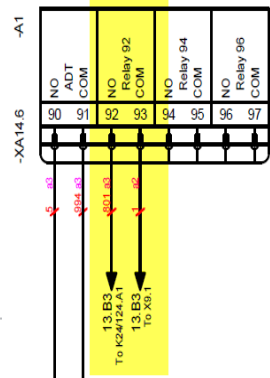 -A1
NO
ADT
COM
NO
Relay 92
COM
NO
Relay 94
COM
NO
Relay 96
COM
-XA14.6
90
91
92
93
94
95
96
97
5 a3
994 a3
801 a3
1 a2
13.B3
To K24/124.A1
13.B3
To X9.1